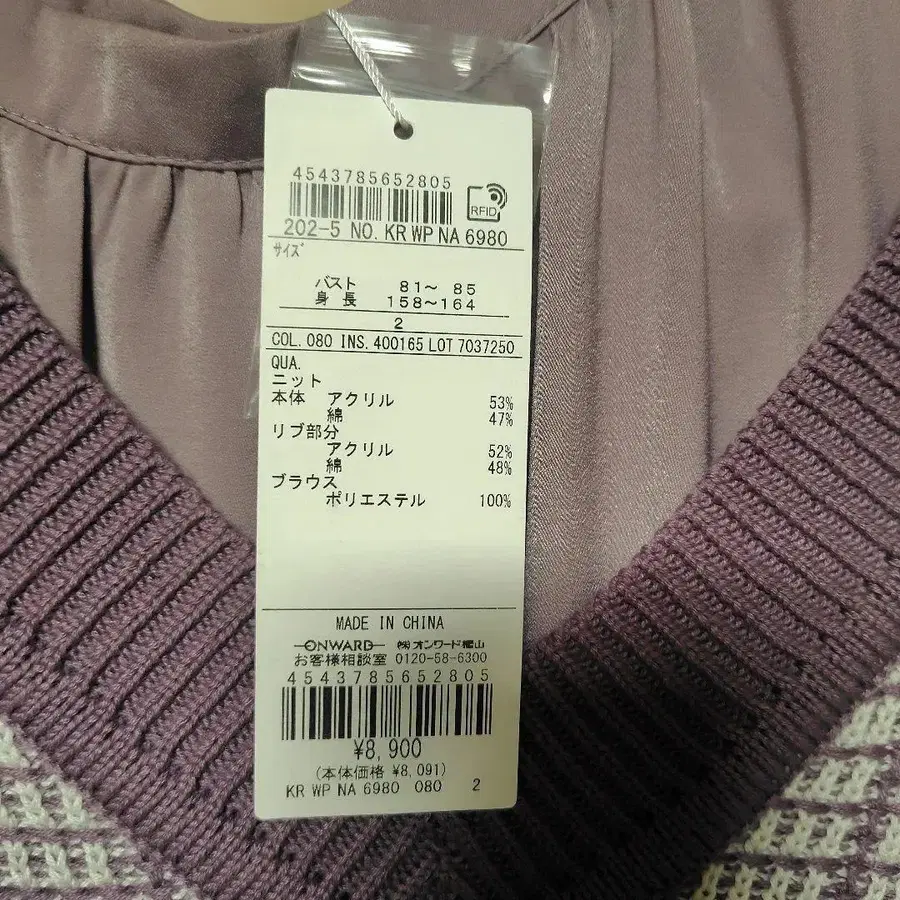 4543785652805
RFID
202-5 NO. KR WP NA 6980
サイズ
バスト 81～ 85
身長 158～164
2
COL. 080 INS. 400165 LOT 7037250
QUA.
ニット
本体 アクリル 53%
綿 47%
リブ部分
アクリル 52%
綿 48%
ブラウス
ポリエステル 100%
MADE IN CHINA
ONWARD ㈱オンワード樫山
お客様相談室 0120-58-6300
4543785652805
¥8,900
(本体価格 ¥8,091)
KR WP NA 6980 080 2